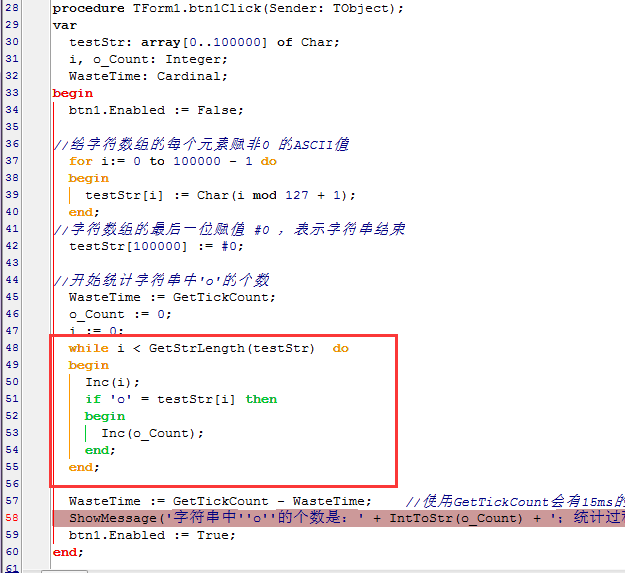 28 procedure TForm1.btn1Click(Sender: TObject);
29 var
30 testStr: array[0..100000] of Char;
31 i, o_Count: Integer;
32 WasteTime: Cardinal;
33 begin
34 btn1.Enabled := False;
35
36 //给字符数组的每个元素赋非0 的ASCII值
37 for i:= 0 to 100000 - 1 do
38 begin
39 testStr[i] := Char(i mod 127 + 1);
40 end;
41 //字符数组的最后一位赋值 #0 ，表示字符串结束
42 testStr[100000] := #0;
43
44 //开始统计字符串中'o'的个数
45 WasteTime := GetTickCount;
46 o_Count := 0;
47 i := 0;
48 while i < GetStrLength(testStr) do
49 begin
50 Inc(i);
51 if 'o' = testStr[i] then
52 begin
53 Inc(o_Count);
54 end;
55 end;
56
57 WasteTime := GetTickCount - WasteTime; //使用GetTickCount会有15ms的
58 ShowMessage('字符串中''o''的个数是：' + IntToStr(o_Count) + '；统计过
59 btn1.Enabled := True;
60 end;
61